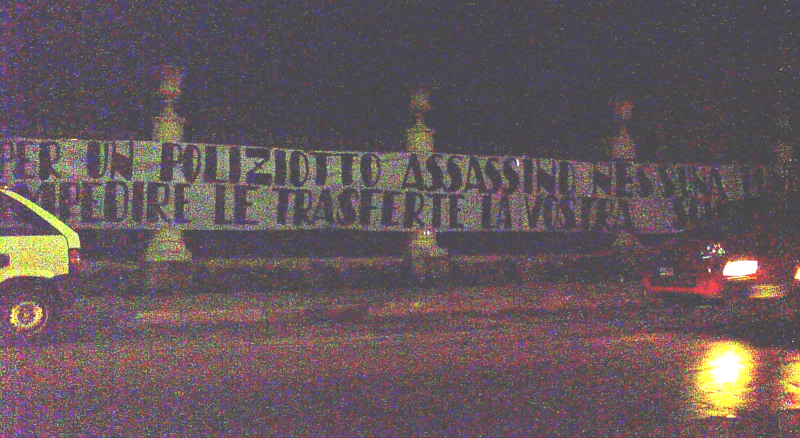 PER UN POLIZIOTTO ASSASSINO NESSUNA
IMPEDIRE LE TRASFERTE LA VOSTRA